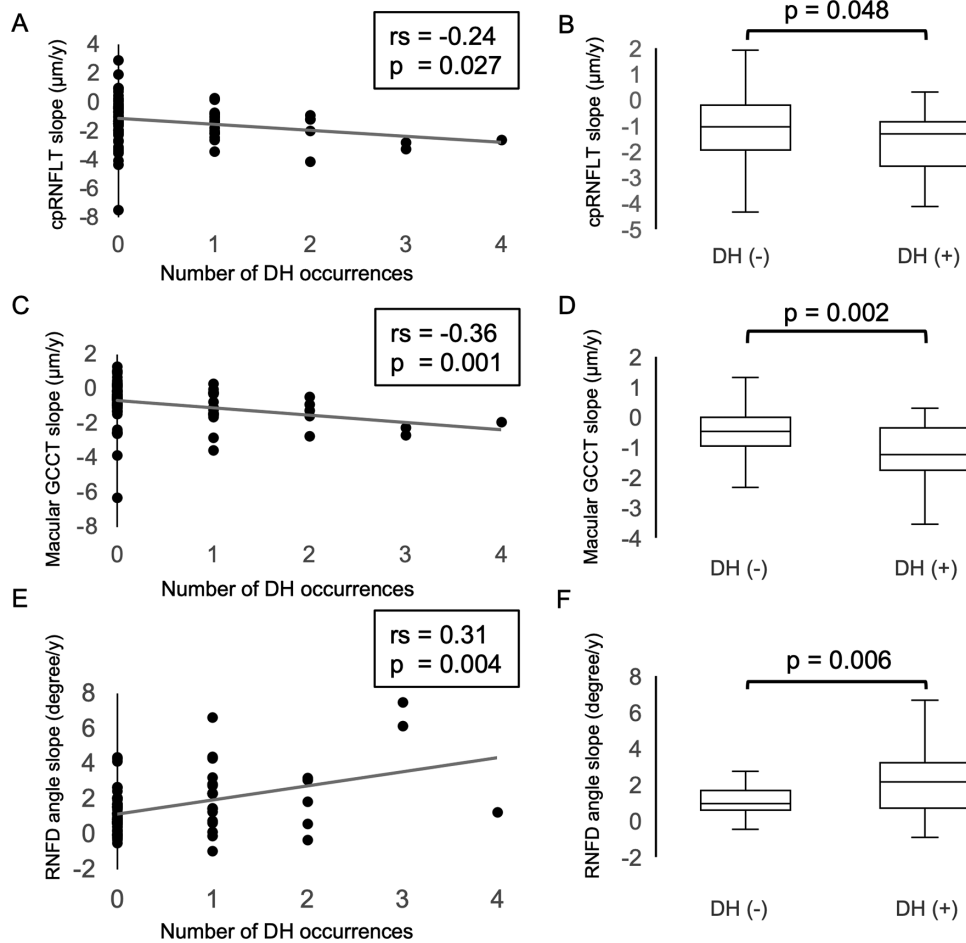 A
cpRNFLT slope (μm/y)
4
2
0
-2
-4
-6
-8
0 1 2 3 4
Number of DH occurrences
rs = -0.24
p = 0.027
B
p = 0.048
cpRNFLT slope (μm/y)
2
1
0
-1
-2
-3
-4
-5
DH (-) DH (+)
C
Macular GCCT slope (μm/y)
2
0
-2
-4
-6
-8
0 1 2 3 4
Number of DH occurrences
rs = -0.36
p = 0.001
D
p = 0.002
Macular GCCT slope (μm/y)
2
1
0
-1
-2
-3
-4
DH (-) DH (+)
E
RNFD angle slope (degree/y)
8
6
4
2
0
-2
0 1 2 3 4
Number of DH occurrences
rs = 0.31
p = 0.004
F
p = 0.006
RNFD angle slope (degree/y)
8
6
4
2
0
-2
DH (-) DH (+)